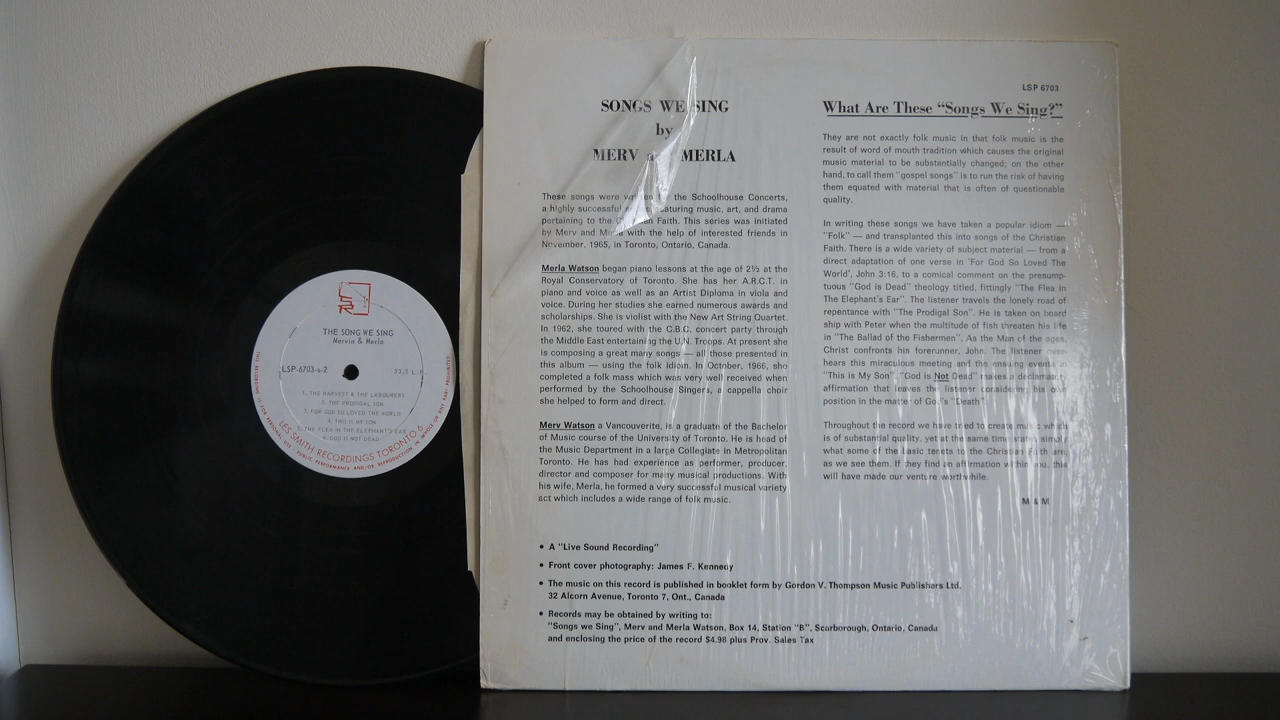 SR
THE SONG WE SING
Mervin & Merla
LSP-6703-s-2
33.3 L.P.
1. THE HARVEST & THE LABOURERS
2. THE PRODIGAL SON
3. FOR GOD SO LOVED THE WORLD
4. THIS IS MY SON
5. THE FLEA IN THE ELEPHANT'S EAR
6. GOD IS NOT DEAD
LES SMITH RECORDINGS TORONTO 6
THIS RECORDING IS FOR PERSONAL USE - PUBLIC PERFORMANCE AND/OR REPRODUCTION IN WHOLE OR ANY PART PROHIBITED
SONGS WE SING
by
MERV MERLA
These songs were written for the Schoolhouse Concerts,
a highly successful featuring music, art, and drama
pertaining to the Christian Faith. This series was initiated
by Merv and Merla with the help of interested friends in
November, 1965, in Toronto, Ontario, Canada.
Merla Watson began piano lessons at the age of 2½ at the
Royal Conservatory of Toronto. She has her A.R.C.T. in
piano and voice as well as an Artist Diploma in viola and
voice. During her studies she earned numerous awards and
scholarships. She is violist with the New Art String Quartet.
In 1962, she toured with the C.B.C. concert party through
the Middle East entertaining the U.N. Troops. At present she
is composing a great many songs — all those presented in
this album — using the folk idiom. In October, 1966, she
completed a folk mass which was very well received when
performed by the Schoolhouse Singers, a cappella choir
she helped to form and direct.
Merv Watson a Vancouverite, is a graduate of the Bachelor
of Music course of the University of Toronto. He is head of
the Music Department in a large Collegiate in Metropolitan
Toronto. He has had experience as performer, producer,
director and composer for many musical productions. With
his wife, Merla, he formed a very successful musical variety
act which includes a wide range of folk music.
LSP 6703
What Are These "Songs We Sing?"
They are not exactly folk music in that folk music is the
result of word of mouth tradition which causes the original
music material to be substantially changed; on the other
hand, to call them "gospel songs" is to run the risk of having
them equated with material that is often of questionable
quality.
In writing these songs we have taken a popular idiom —
"Folk" — and transplanted this into songs of the Christian
Faith. There is a wide variety of subject material — from a
direct adaptation of one verse in 'For God So Loved The
World', John 3:16, to a comical comment on the presump-
tuous "God is Dead" theology titled, fittingly "The Flea in
The Elephant's Ear". The listener travels the lonely road of
repentance with "The Prodigal Son". He is taken on board
ship with Peter when the multitude of fish threaten his life
in "The Ballad of the Fishermen". As the Man of the ages,
Christ confronts his forerunner, John. The listener over-
hears this miraculous meeting and the ensuing events in
"This is My Son". "God is Not Dead" makes a declamatory
affirmation that leaves the listener considering his own
position in the matter of God's "Death".
Throughout the record we have tried to create music which
is of substantial quality, yet at the same time states simply
what some of the basic tenets to the Christian Faith are,
as we see them. If they find an affirmation within you, this
will have made our venture worthwhile.
M & M
• A "Live Sound Recording"
• Front cover photography: James F. Kennedy
• The music on this record is published in booklet form by Gordon V. Thompson Music Publishers Ltd.
32 Alcorn Avenue, Toronto 7, Ont., Canada
• Records may be obtained by writing to:
"Songs we Sing", Merv and Merla Watson, Box 14, Station "B", Scarborough, Ontario, Canada
and enclosing the price of the record $4.98 plus Prov. Sales Tax